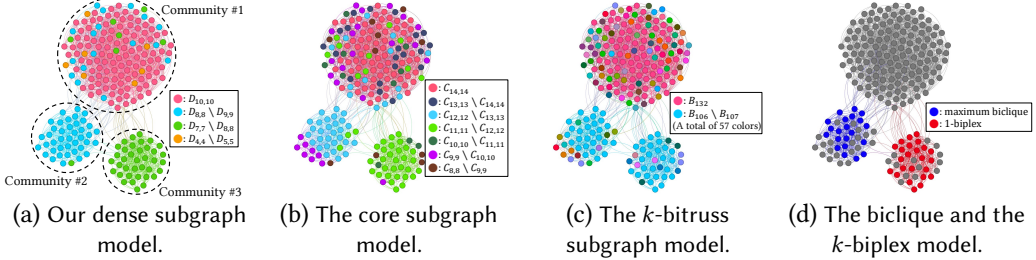 Community #1
: D10,10
: D8,8 \ D9,9
: D7,7 \ D8,8
: D4,4 \ D5,5
Community #2
Community #3
(a) Our dense subgraph
model.
: C14,14
: C13,13 \ C14,14
: C12,12 \ C13,13
: C11,11 \ C12,12
: C10,10 \ C11,11
: C9,9 \ C10,10
: C8,8 \ C9,9
(b) The core subgraph
model.
: B132
: B106 \ B107
(A total of 57 colors)
(c) The k-bitruss
subgraph model.
: maximum biclique
: 1-biplex
(d) The biclique and the
k-biplex model.